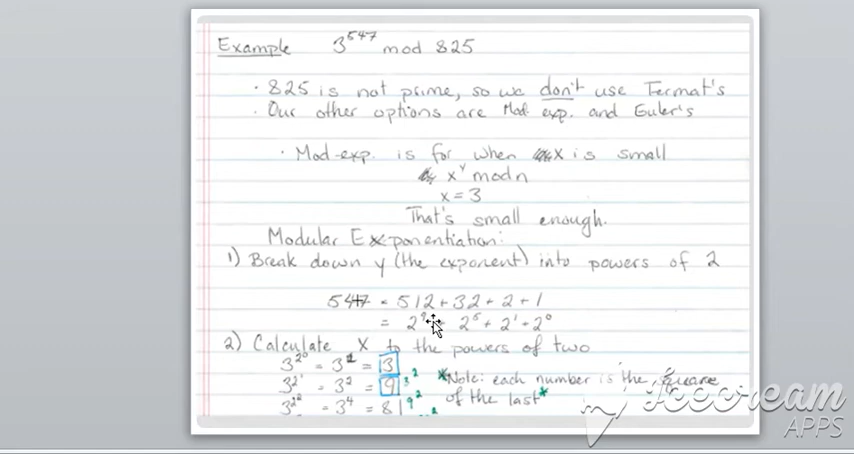 Example 3^547 mod 825
· 825 is not prime, so we don't use Fermat's
· Our other options are Mod. exp. and Euler's
· Mod-exp. is for when x is small
x^y mod n
x = 3
That's small enough.
Modular Exponentiation:
1) Break down y (the exponent) into powers of 2
547 = 512 + 32 + 2 + 1
= 2^9 + 2^5 + 2^1 + 2^0
2) Calculate x to the powers of two
3^2^0 = 3^1 = 3
3^2^1 = 3^2 = 9 3^2 *Note: each number is the square
3^2^2 = 3^4 = 81 9^2 of the last*
Icecream
APPS